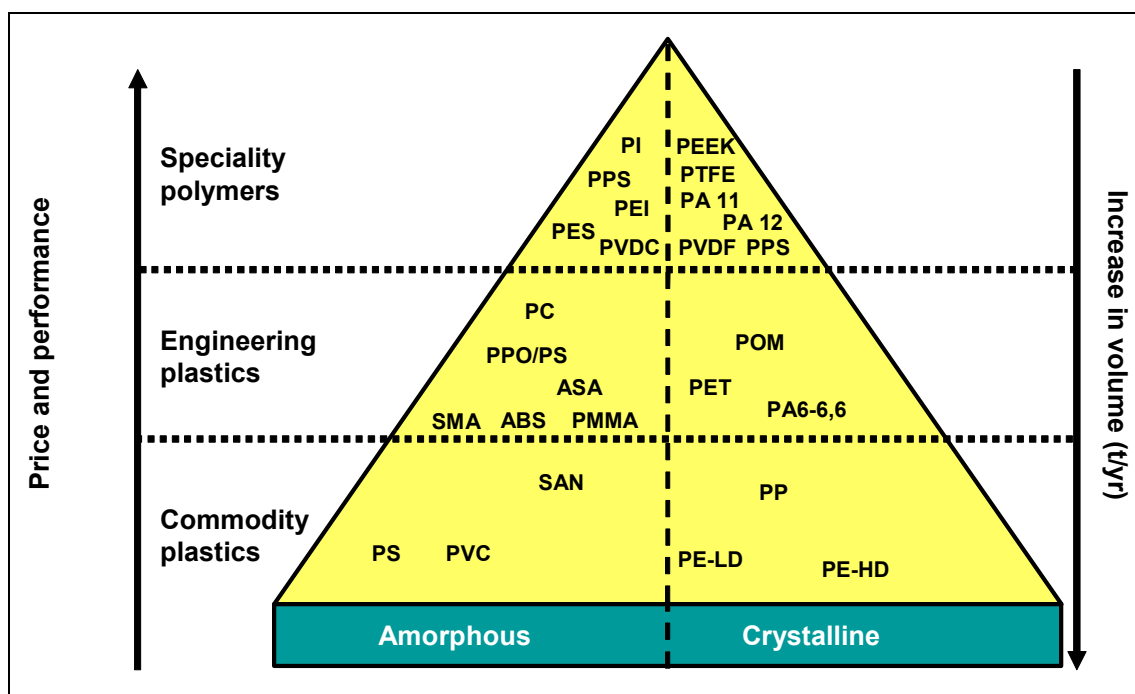 Price and performance
Speciality
polymers
PI
PEEK
PPS
PTFE
PEI
PA 11
PES
PA 12
PVDC
PVDF
PPS
Engineering
plastics
PC
PPO/PS
POM
ASA
PET
SMA
ABS
PMMA
PA6-6,6
Commodity
plastics
SAN
PP
PS
PVC
PE-LD
PE-HD
Amorphous
Crystalline
Increase in volume (t/yr)